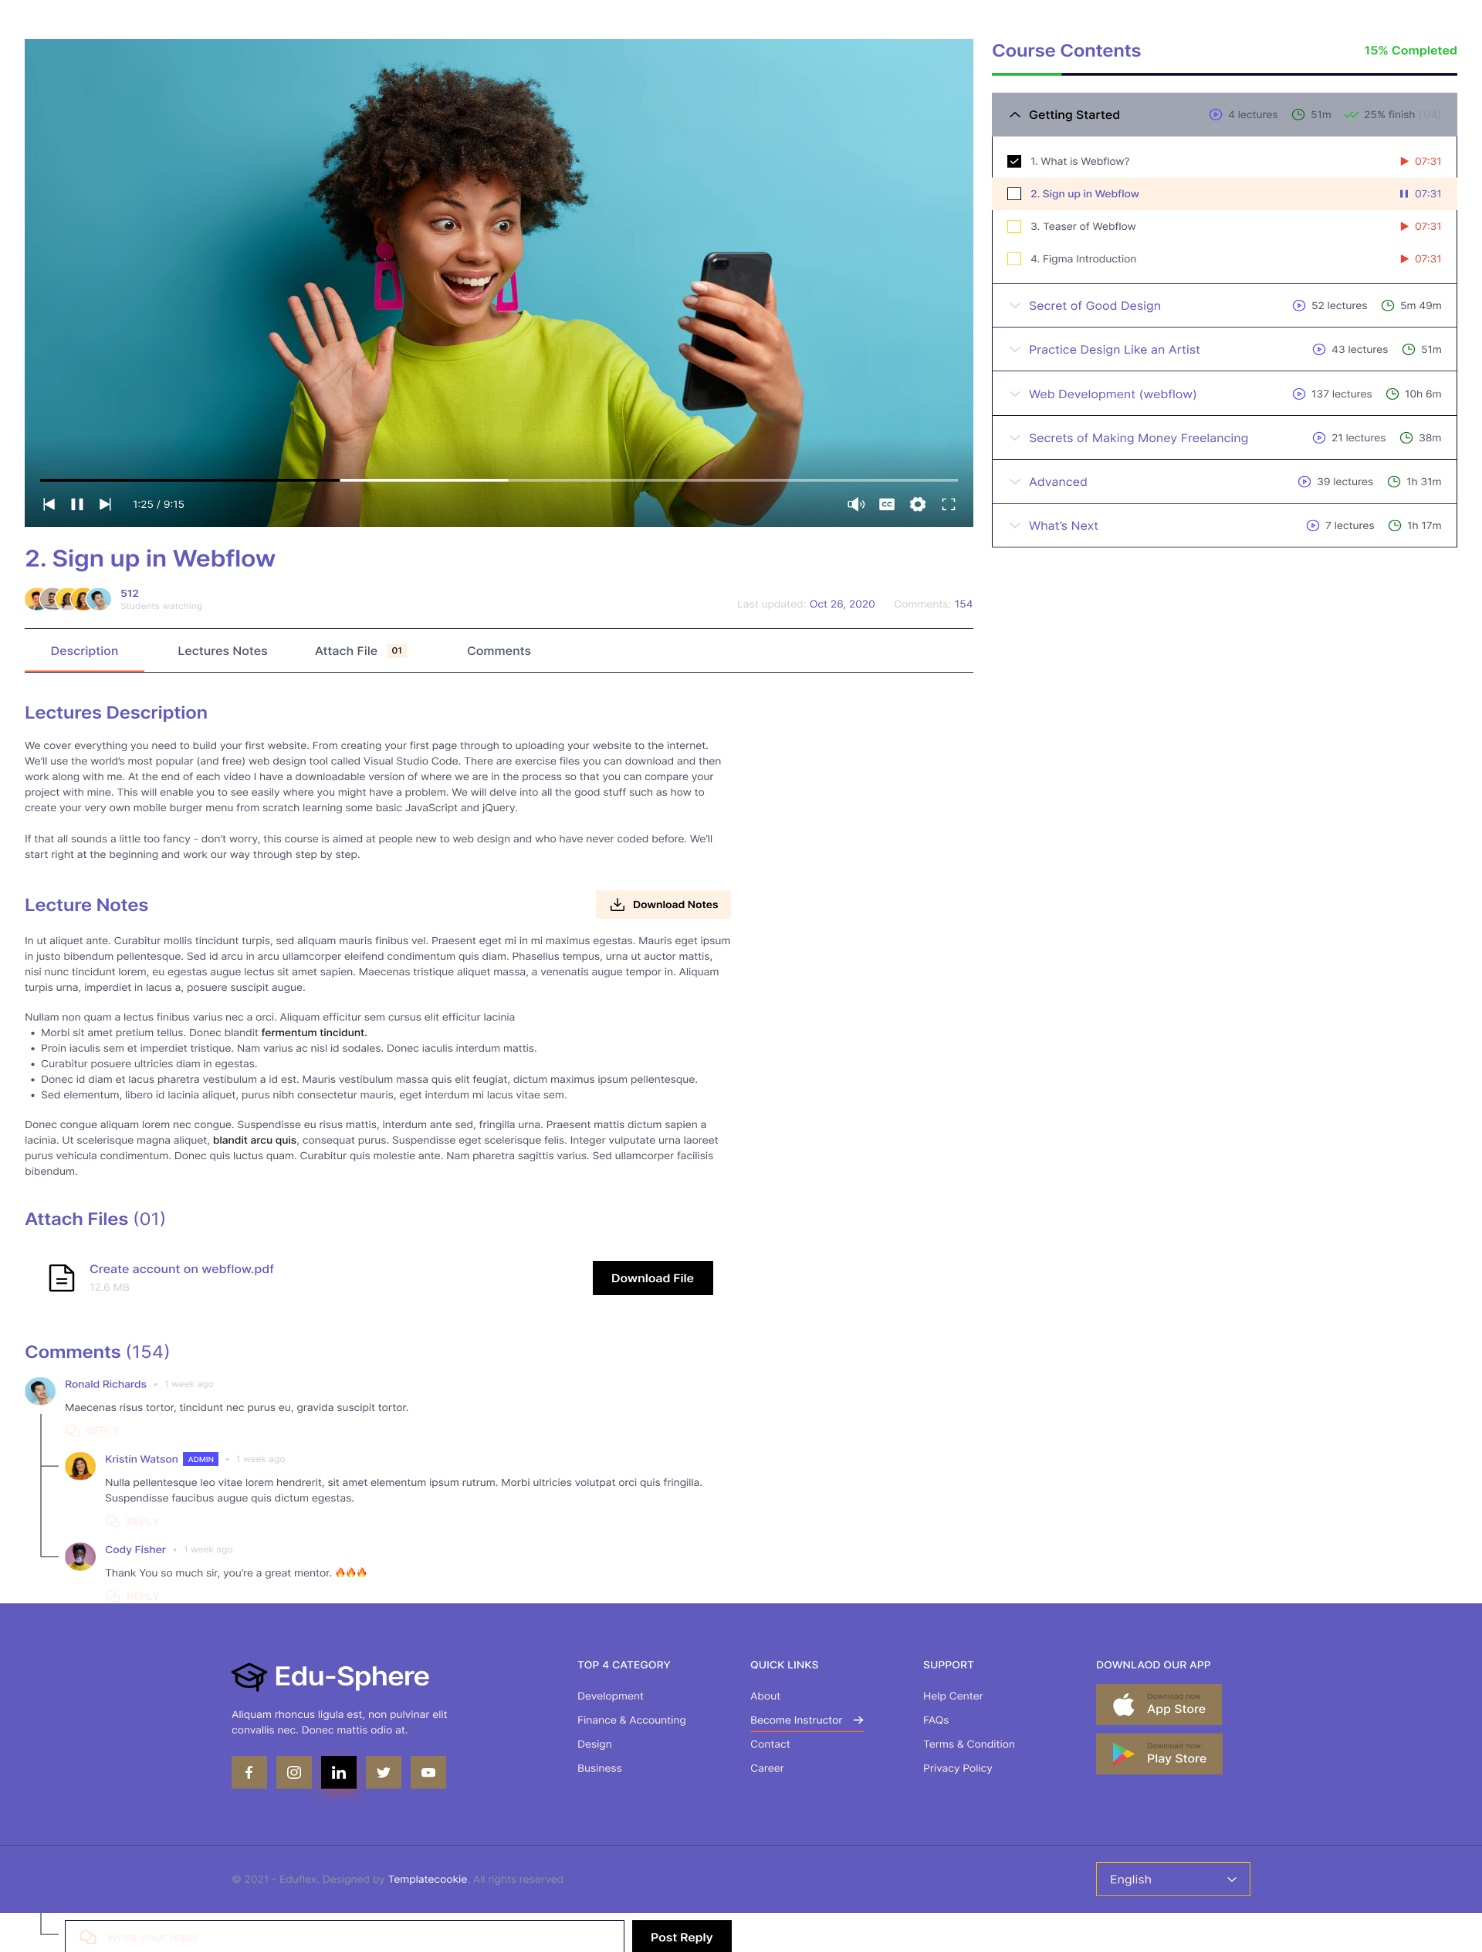 Course Contents
15% Completed
Getting Started
4 lectures
51m
25% finish (1/4)
1. What is Webflow?
07:31
2. Sign up in Webflow
07:31
3. Teaser of Webflow
07:31
4. Figma Introduction
07:31
Secret of Good Design
52 lectures
5m 49m
Practice Design Like an Artist
43 lectures
51m
Web Development (webflow)
137 lectures
10h 6m
Secrets of Making Money Freelancing
21 lectures
38m
Advanced
39 lectures
1h 31m
What's Next
7 lectures
1h 17m
1:25 / 9:15
CC
2. Sign up in Webflow
512
Students watching
Last updated: Oct 26, 2020
Comments: 154
Description
Lectures Notes
Attach File 01
Comments
Lectures Description
We cover everything you need to build your first website. From creating your first page through to uploading your website to the internet.
We'll use the world's most popular (and free) web design tool called Visual Studio Code. There are exercise files you can download and then
work along with me. At the end of each video I have a downloadable version of where we are in the process so that you can compare your
project with mine. This will enable you to see easily where you might have a problem. We will delve into all the good stuff such as how to
create your very own mobile burger menu from scratch learning some basic JavaScript and jQuery.
If that all sounds a little too fancy - don't worry, this course is aimed at people new to web design and who have never coded before. We'll
start right at the beginning and work our way through step by step.
Lecture Notes
Download Notes
In ut aliquet ante. Curabitur mollis tincidunt turpis, sed aliquam mauris finibus vel. Praesent eget mi in mi maximus egestas. Mauris eget ipsum
in justo bibendum pellentesque. Sed id arcu in arcu ullamcorper eleifend condimentum quis diam. Phasellus tempus, urna ut auctor mattis,
nisi nunc tincidunt lorem, eu egestas augue lectus sit amet sapien. Maecenas tristique aliquet massa, a venenatis augue tempor in. Aliquam
turpis urna, imperdiet in lacus a, posuere suscipit augue.
Nullam non quam a lectus finibus varius nec a orci. Aliquam efficitur sem cursus elit efficitur lacinia
• Morbi sit amet pretium tellus. Donec blandit fermentum tincidunt.
• Proin iaculis sem et imperdiet tristique. Nam varius ac nisl id sodales. Donec iaculis interdum mattis.
• Curabitur posuere ultricies diam in egestas.
• Donec id diam et lacus pharetra vestibulum a id est. Mauris vestibulum massa quis elit feugiat, dictum maximus ipsum pellentesque.
• Sed elementum, libero id lacinia aliquet, purus nibh consectetur mauris, eget interdum mi lacus vitae sem.
Donec congue aliquam lorem nec congue. Suspendisse eu risus mattis, interdum ante sed, fringilla urna. Praesent mattis dictum sapien a
lacinia. Ut scelerisque magna aliquet, blandit arcu quis, consequat purus. Suspendisse eget scelerisque felis. Integer vulputate urna laoreet
purus vehicula condimentum. Donec quis luctus quam. Curabitur quis molestie ante. Nam pharetra sagittis varius. Sed ullamcorper facilisis
bibendum.
Attach Files (01)
Create account on webflow.pdf
12.6 MB
Download File
Comments (154)
Ronald Richards • 1 week ago
Maecenas risus tortor, tincidunt nec purus eu, gravida suscipit tortor.
REPLY
Kristin Watson ADMIN • 1 week ago
Nulla pellentesque leo vitae lorem hendrerit, sit amet elementum ipsum rutrum. Morbi ultricies volutpat orci quis fringilla.
Suspendisse faucibus augue quis dictum egestas.
REPLY
Cody Fisher • 1 week ago
Thank You so much sir, you're a great mentor. 🔥🔥🔥
REPLY
Edu-Sphere
Aliquam rhoncus ligula est, non pulvinar elit
convallis nec. Donec mattis odio at.
TOP 4 CATEGORY
Development
Finance & Accounting
Design
Business
QUICK LINKS
About
Become Instructor
Contact
Career
SUPPORT
Help Center
FAQs
Terms & Condition
Privacy Policy
DOWNLAOD OUR APP
Download now
App Store
Download now
Play Store
© 2021 - Eduflex. Designed by Templatecookie. All rights reserved
English
Write your reply
Post Reply